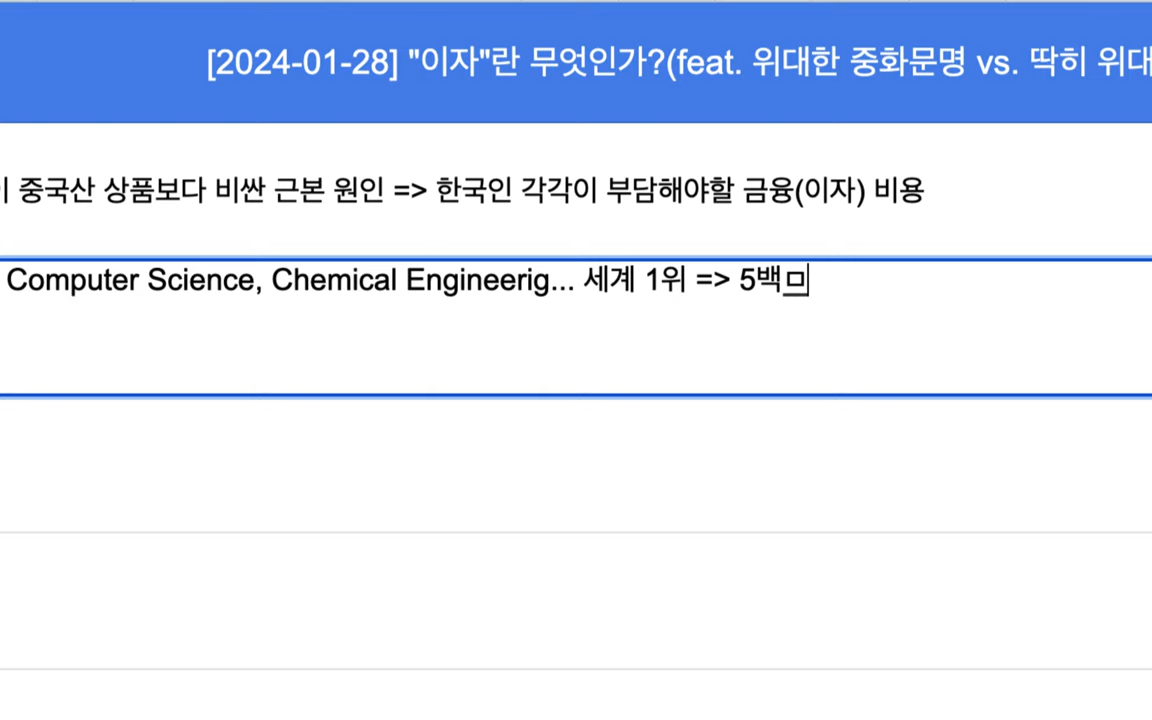 [2024-01-28] "이자"란 무엇인가?(feat. 위대한 중화문명 vs. 딱히 위대
중국산 상품보다 비싼 근본 원인 => 한국인 각각이 부담해야할 금융(이자) 비용
Computer Science, Chemical Engineerig... 세계 1위 => 5백ㅁ